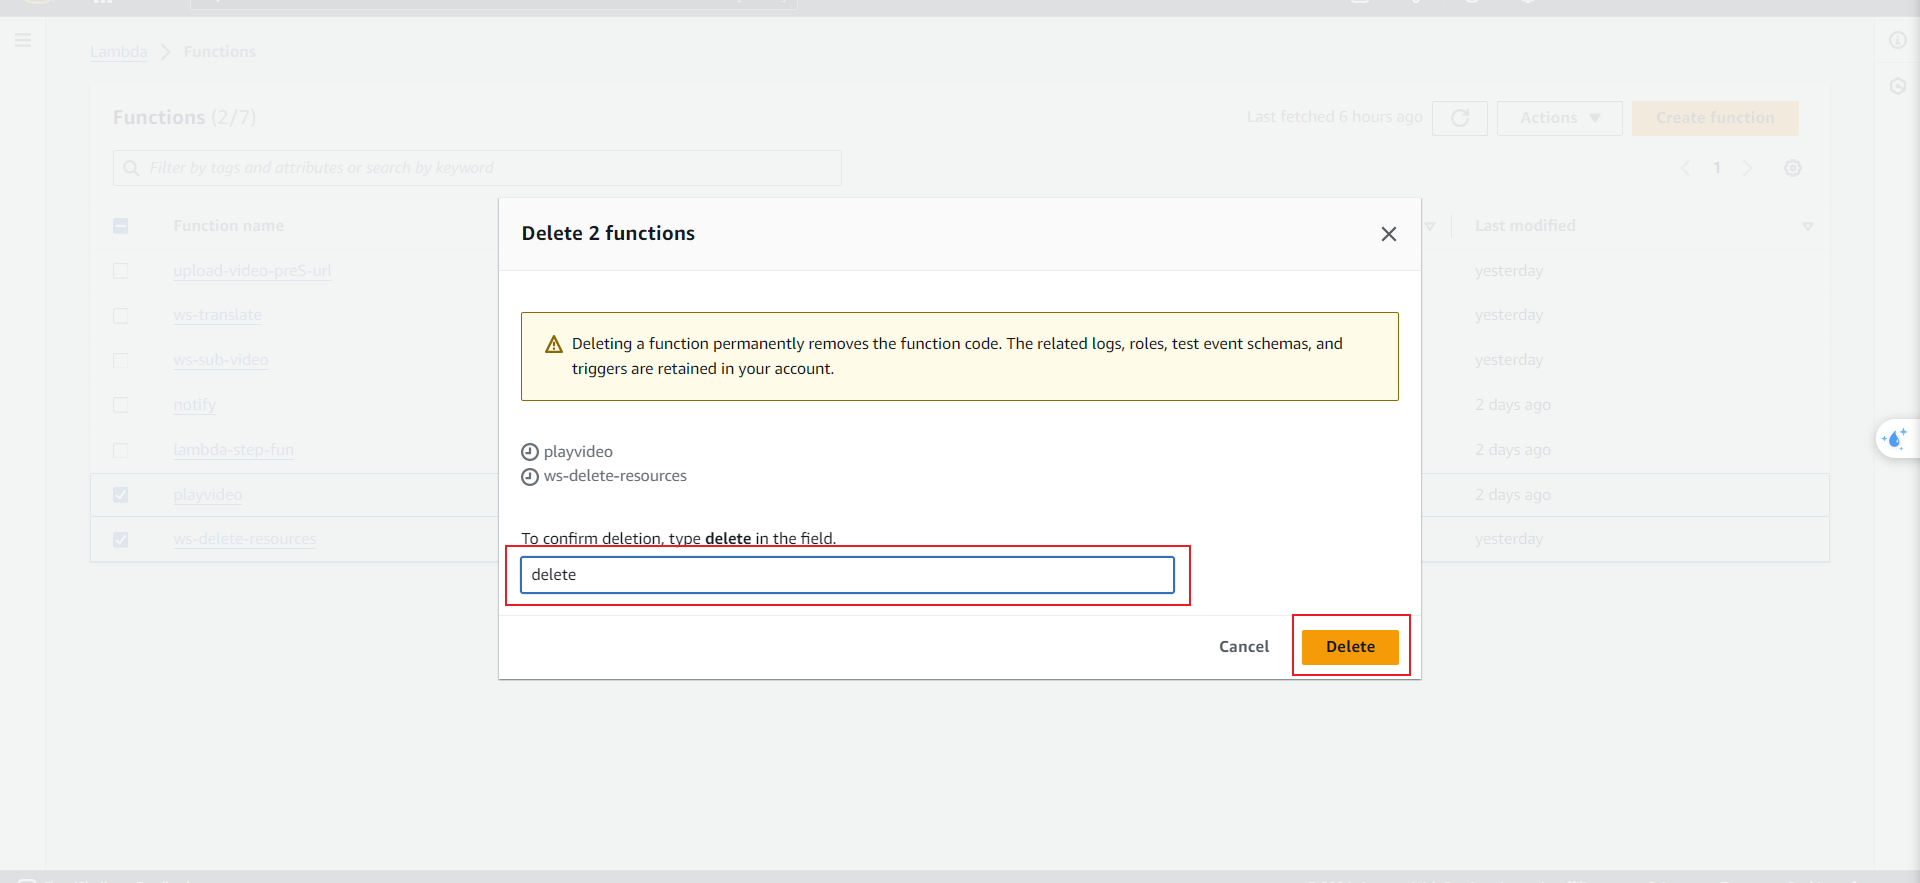 Lambda > Functions
Functions (2/7)
Last fetched 6 hours ago
Actions
Create function
Filter by tags and attributes or search by keyword
1
Function name
Last modified
upload-video-preS-url
yesterday
ws-translate
yesterday
ws-sub-video
yesterday
notify
2 days ago
lambda-step-fun
2 days ago
playvideo
2 days ago
ws-delete-resources
yesterday
Delete 2 functions
Deleting a function permanently removes the function code. The related logs, roles, test event schemas, and
triggers are retained in your account.
playvideo
ws-delete-resources
To confirm deletion, type delete in the field.
delete
Cancel
Delete